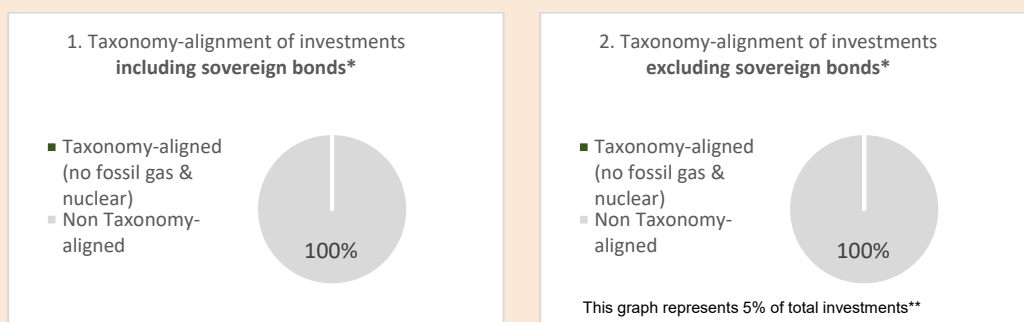 1. Taxonomy-alignment of investments
including sovereign bonds*
Taxonomy-aligned
(no fossil gas &
nuclear)
Non Taxonomy-
aligned
100%
2. Taxonomy-alignment of investments
excluding sovereign bonds*
Taxonomy-aligned
(no fossil gas &
nuclear)
Non Taxonomy-
aligned
100%
This graph represents 5% of total investments**